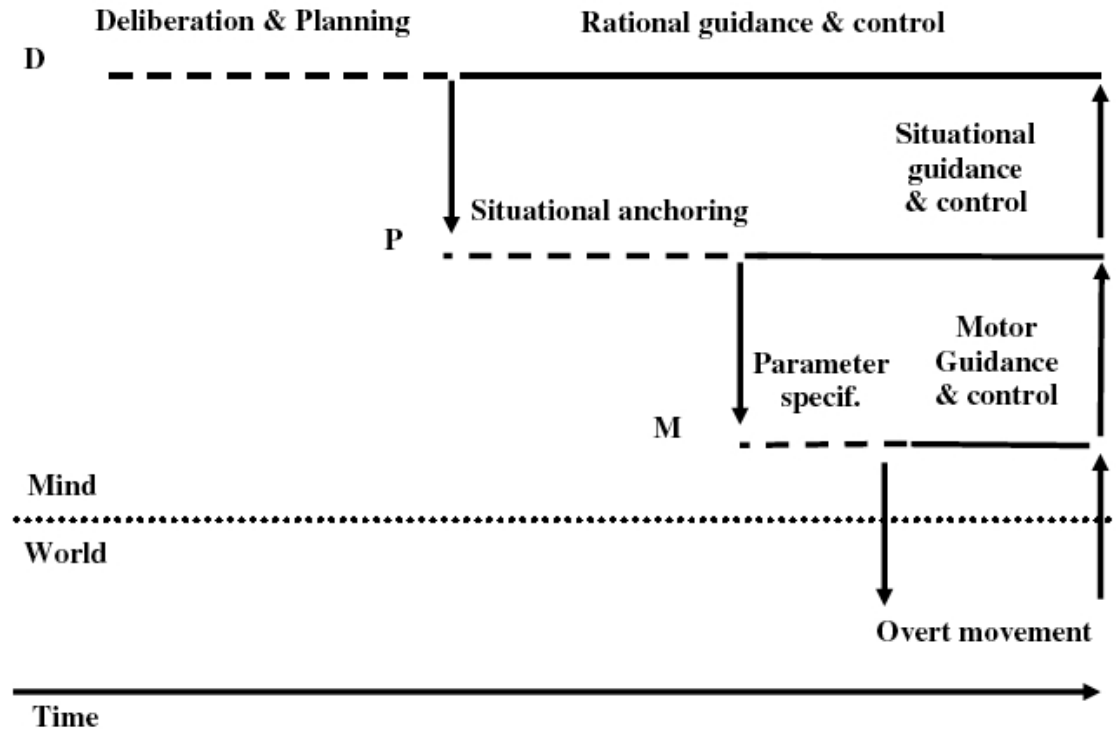 Deliberation & Planning
Rational guidance & control
D
Situational
guidance
& control
Situational anchoring
P
Motor
Guidance
& control
Parameter
specif.
M
Mind
World
Overt movement
Time